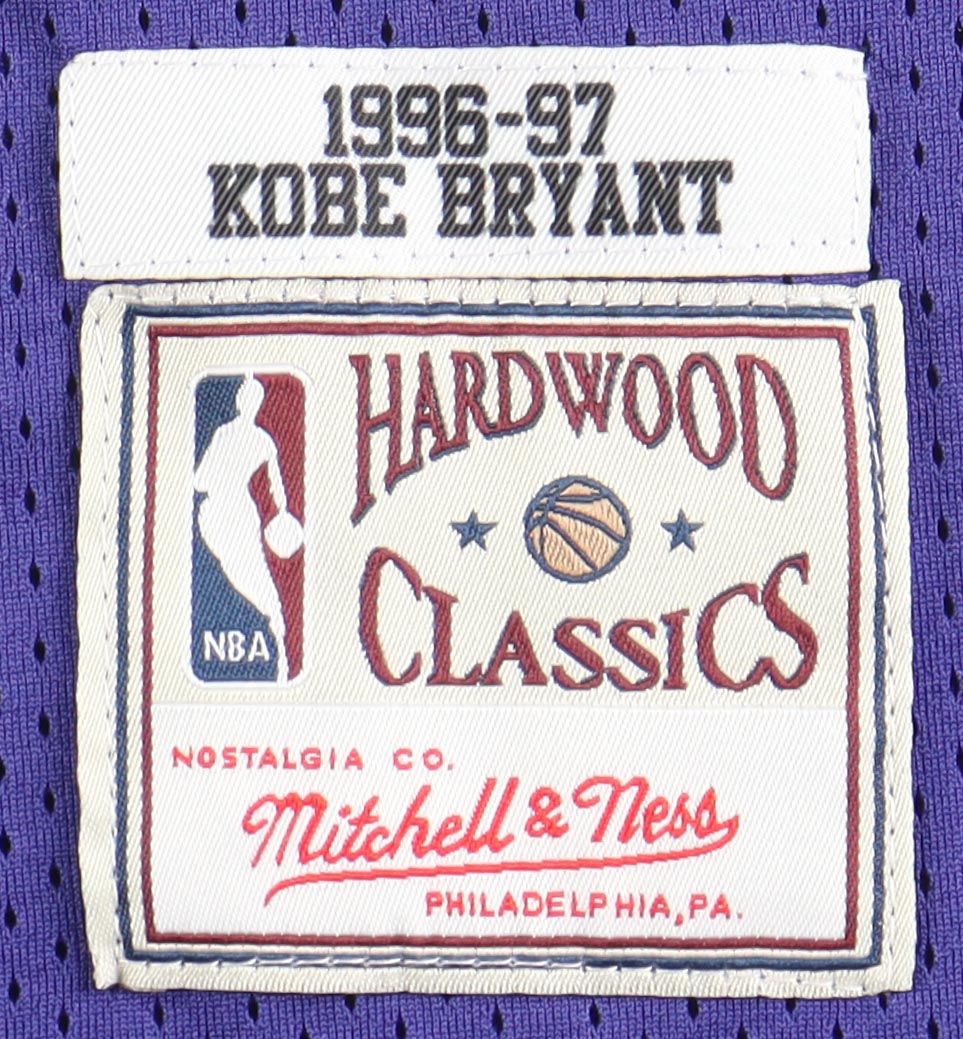 1996-97
KOBE BRYANT
HARDWOOD
CLASSICS
NBA
NOSTALGIA CO.
Mitchell & Ness
PHILADELPHIA, PA.